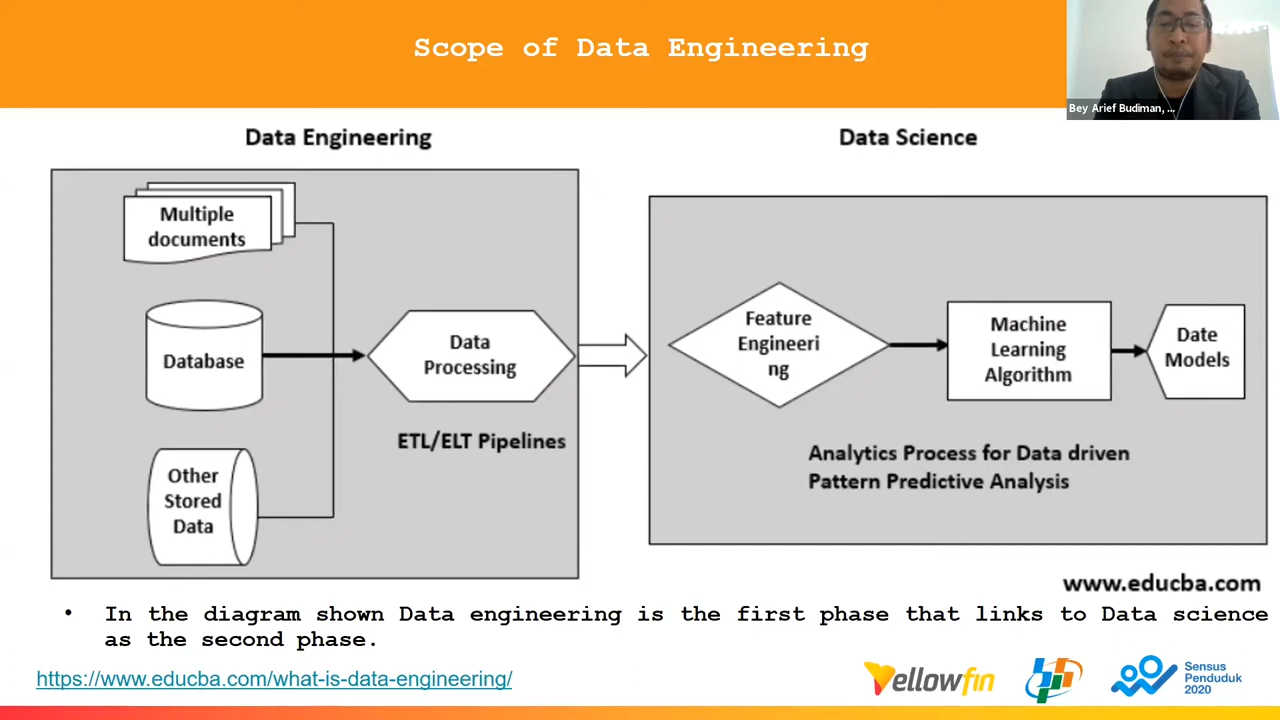 Scope of Data Engineering
Bey Arief Budiman, ...
Data Engineering
Data Science
Multiple
documents
Database
Other
Stored
Data
Data
Processing
ETL/ELT Pipelines
Feature
Engineeri
ng
Machine
Learning
Algorithm
Date
Models
Analytics Process for Data driven
Pattern Predictive Analysis
www.educba.com
• In the diagram shown Data engineering is the first phase that links to Data science
as the second phase.
https://www.educba.com/what-is-data-engineering/
Yellowfin
Sensus
Penduduk
2020